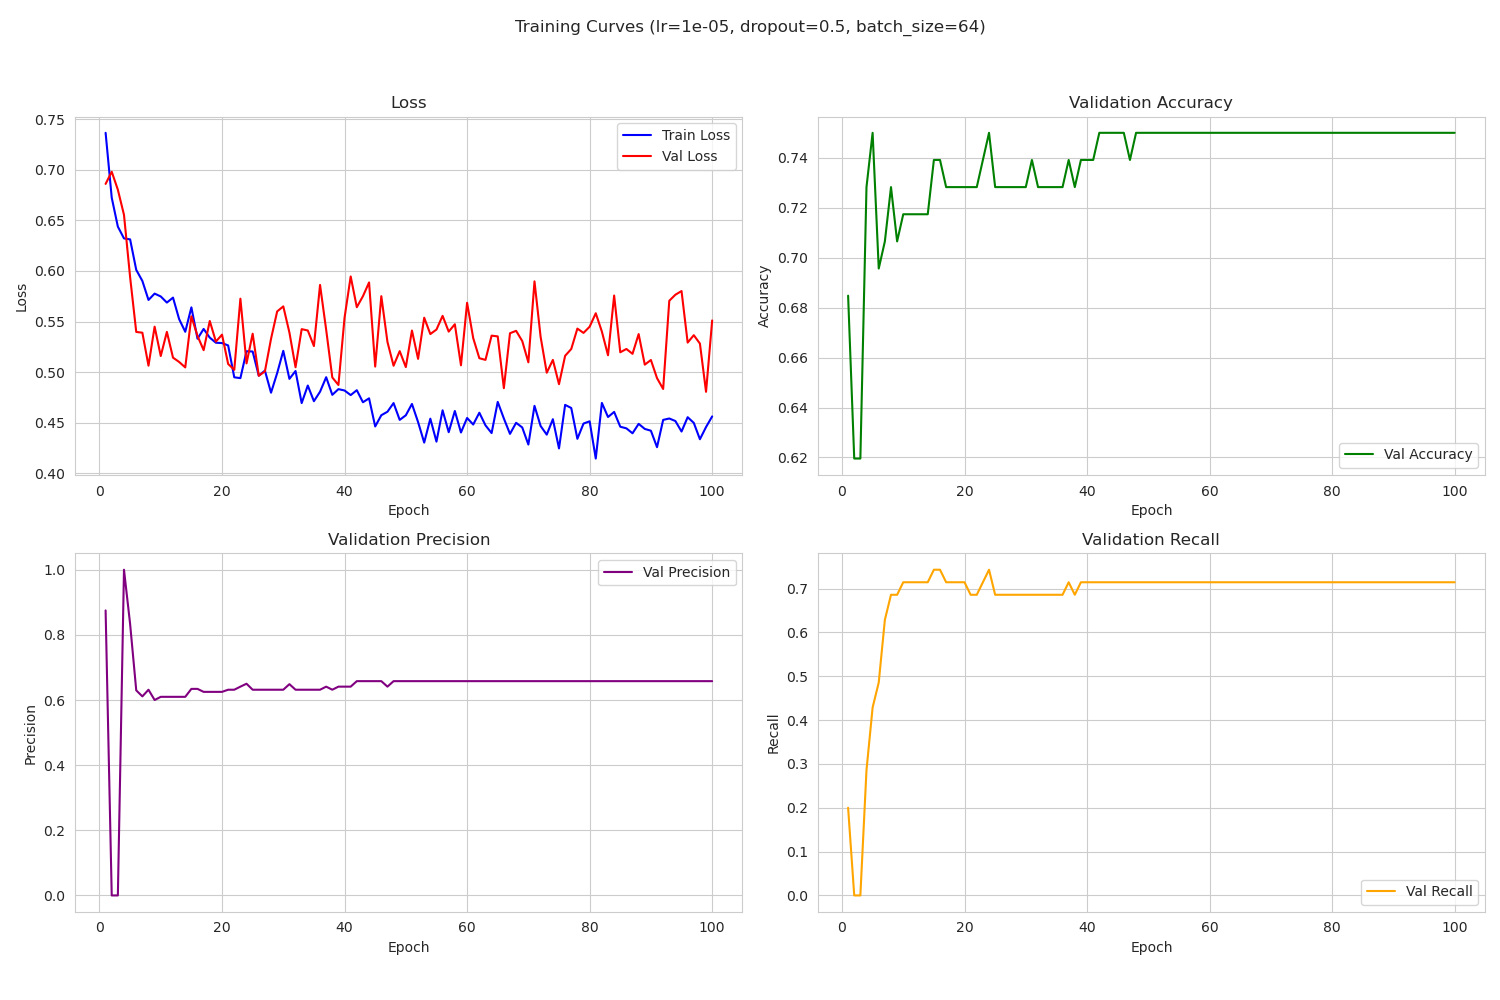 Training Curves (lr=1e-05, dropout=0.5, batch_size=64)
Loss
Train Loss
Val Loss
0.75
0.70
0.65
0.60
0.55
0.50
0.45
0.40
Loss
0 20 40 60 80 100
Epoch
Validation Accuracy
0.74
0.72
0.70
0.68
0.66
0.64
0.62
Accuracy
Val Accuracy
0 20 40 60 80 100
Epoch
Validation Precision
Val Precision
1.0
0.8
0.6
0.4
0.2
0.0
Precision
0 20 40 60 80 100
Epoch
Validation Recall
0.7
0.6
0.5
0.4
0.3
0.2
0.1
0.0
Recall
Val Recall
0 20 40 60 80 100
Epoch